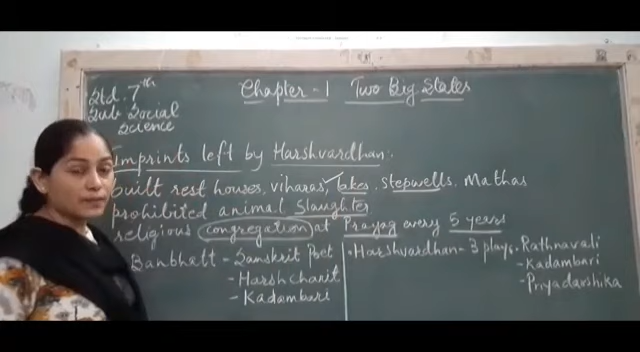 Std. 7th
Chapter-1 Two Big States
Sub Social
Science
Imprints left by Harshvardhan:
built rest houses, viharas, lakes, stepwells. Mathas
prohibited animal Slaughter
religious congregation at Prayag every 5 years
Banbhatt - Sanskrit Poet
- Harshcharit
- Kadambari
• Harshvardhan - 3 plays - Rathnavali
- Kadambari
- Priyadarshika